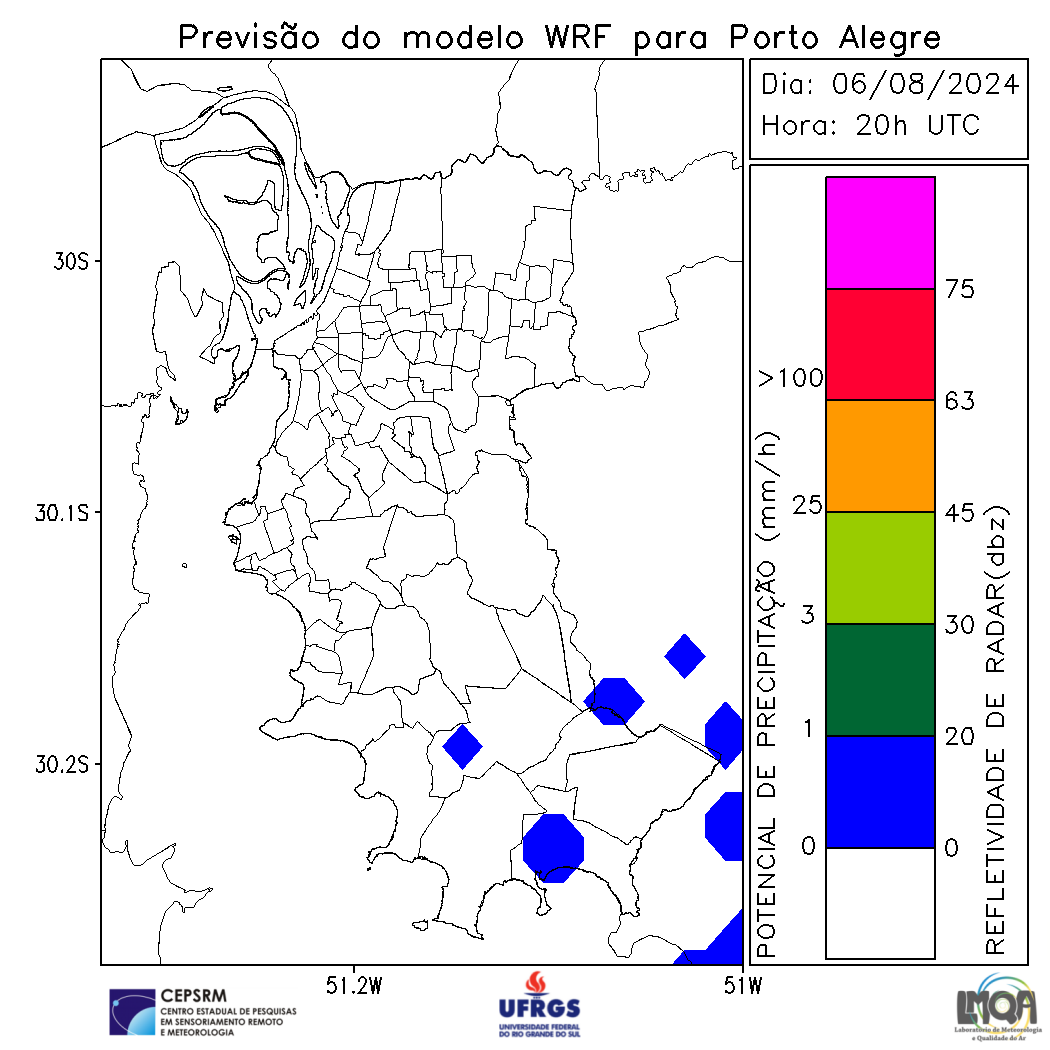 Previsão do modelo WRF para Porto Alegre
Dia: 06/08/2024
Hora: 20h UTC
30S
30.1S
30.2S
51.2W
51W
POTENCIAL DE PRECIPITAÇÃO (mm/h)
>100
25
3
1
0
75
63
45
30
20
0
REFLETIVIDADE DE RADAR(dbz)
CEPSRM
CENTRO ESTADUAL DE PESQUISAS
EM SENSORIAMENTO REMOTO
E METEOROLOGIA
UFRGS
UNIVERSIDADE FEDERAL
DO RIO GRANDE DO SUL
LMQA
Laboratório de Meteorologia
e Qualidade do Ar